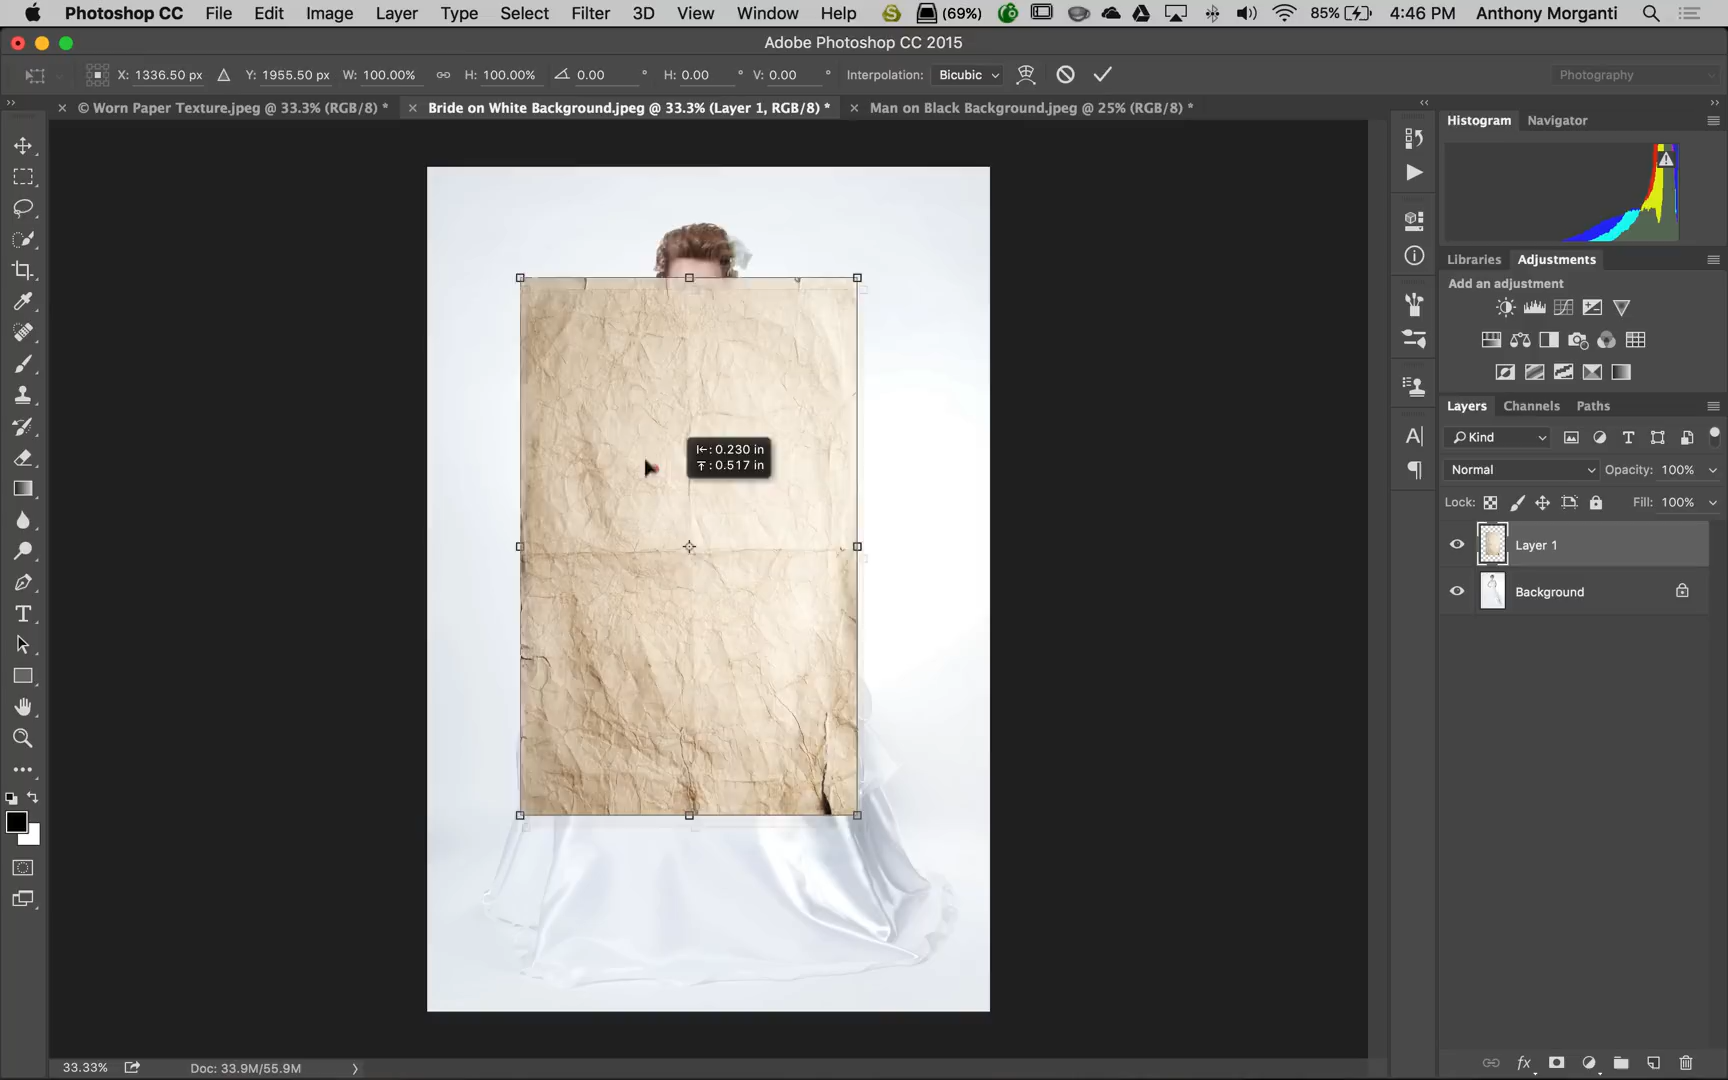 Photoshop CC File Edit Image Layer Type Select Filter 3D View Window Help (69%) 85% 4:46 PM Anthony Morganti
Adobe Photoshop CC 2015
X: 1336.50 px Y: 1955.50 px W: 100.00% H: 100.00% 0.00 ° H: 0.00 ° V: 0.00 ° Interpolation: Bicubic Photography
© Worn Paper Texture.jpeg @ 33.3% (RGB/8) * Bride on White Background.jpeg @ 33.3% (Layer 1, RGB/8) * Man on Black Background.jpeg @ 25% (RGB/8) *
Histogram Navigator
Libraries Adjustments
Add an adjustment
Layers Channels Paths
Kind
Normal Opacity: 100%
Lock: Fill: 100%
Layer 1
Background
: 0.230 in
: 0.517 in
33.33% Doc: 33.9M/55.9M